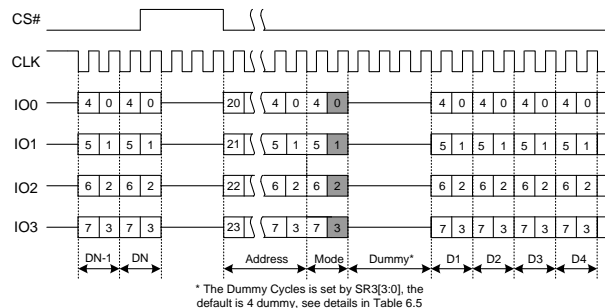 CS#
CLK
IO0 4 0 4 0 20 4 0 4 0 4 0 4 0 4 0 4 0
IO1 5 1 5 1 21 5 1 5 1 5 1 5 1 5 1 5 1
IO2 6 2 6 2 22 6 2 6 2 6 2 6 2 6 2 6 2
IO3 7 3 7 3 23 7 3 7 3 7 3 7 3 7 3 7 3
DN-1 DN Address Mode Dummy* D1 D2 D3 D4
* The Dummy Cycles is set by SR3[3:0], the
default is 4 dummy, see details in Table 6.5